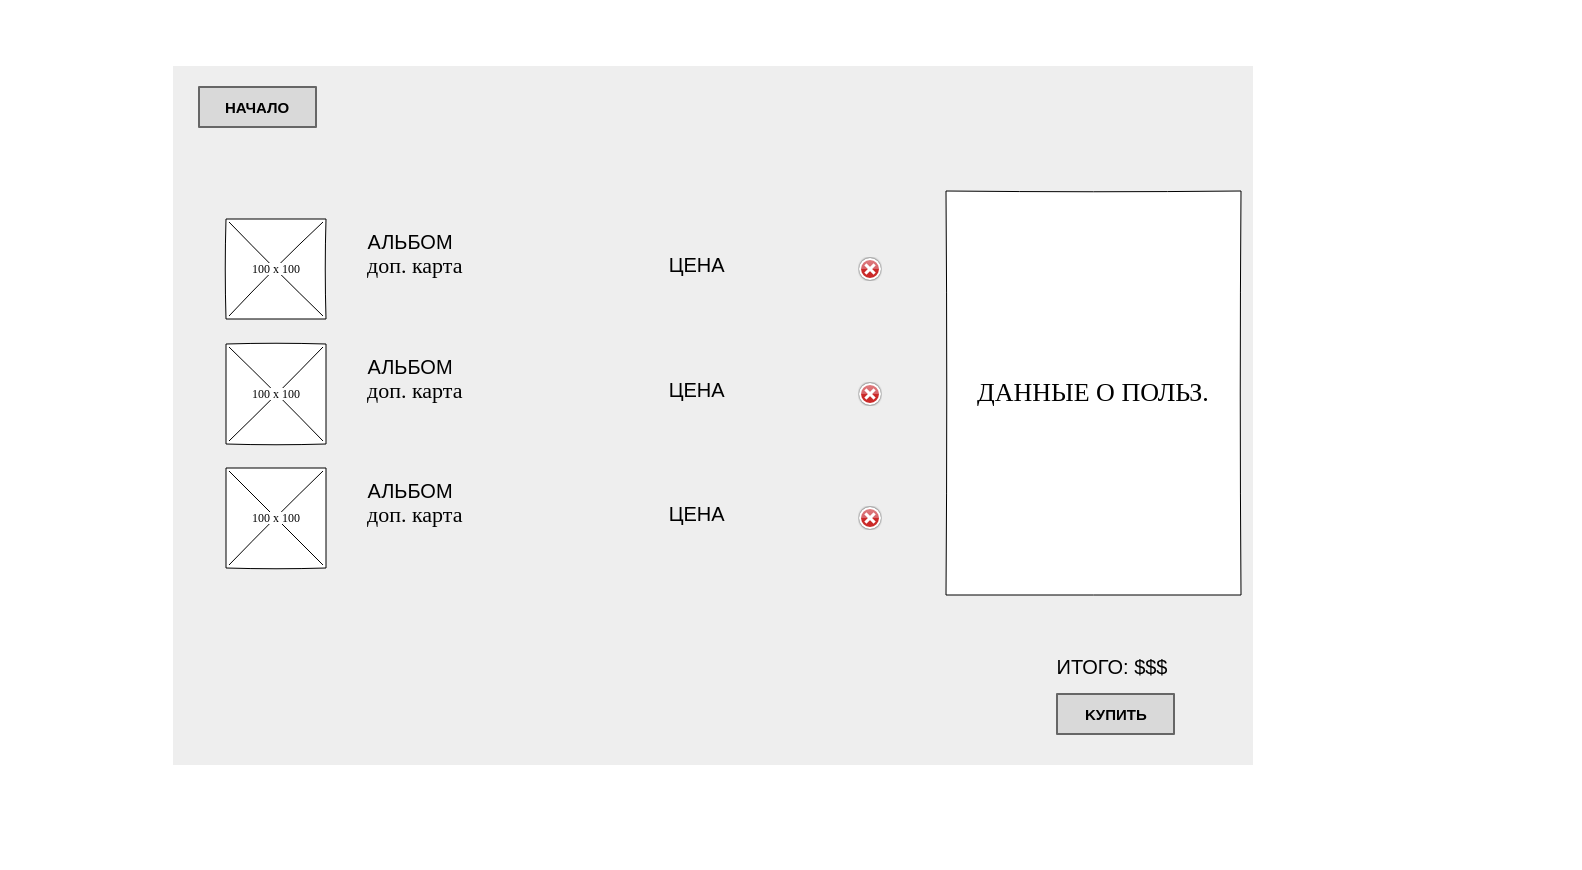 НАЧАЛО
100 x 100
АЛЬБОМ
доп. карта
ЦЕНА
100 x 100
АЛЬБОМ
доп. карта
ЦЕНА
100 x 100
АЛЬБОМ
доп. карта
ЦЕНА
ДАННЫЕ О ПОЛЬЗ.
ИТОГО: $$$
КУПИТЬ